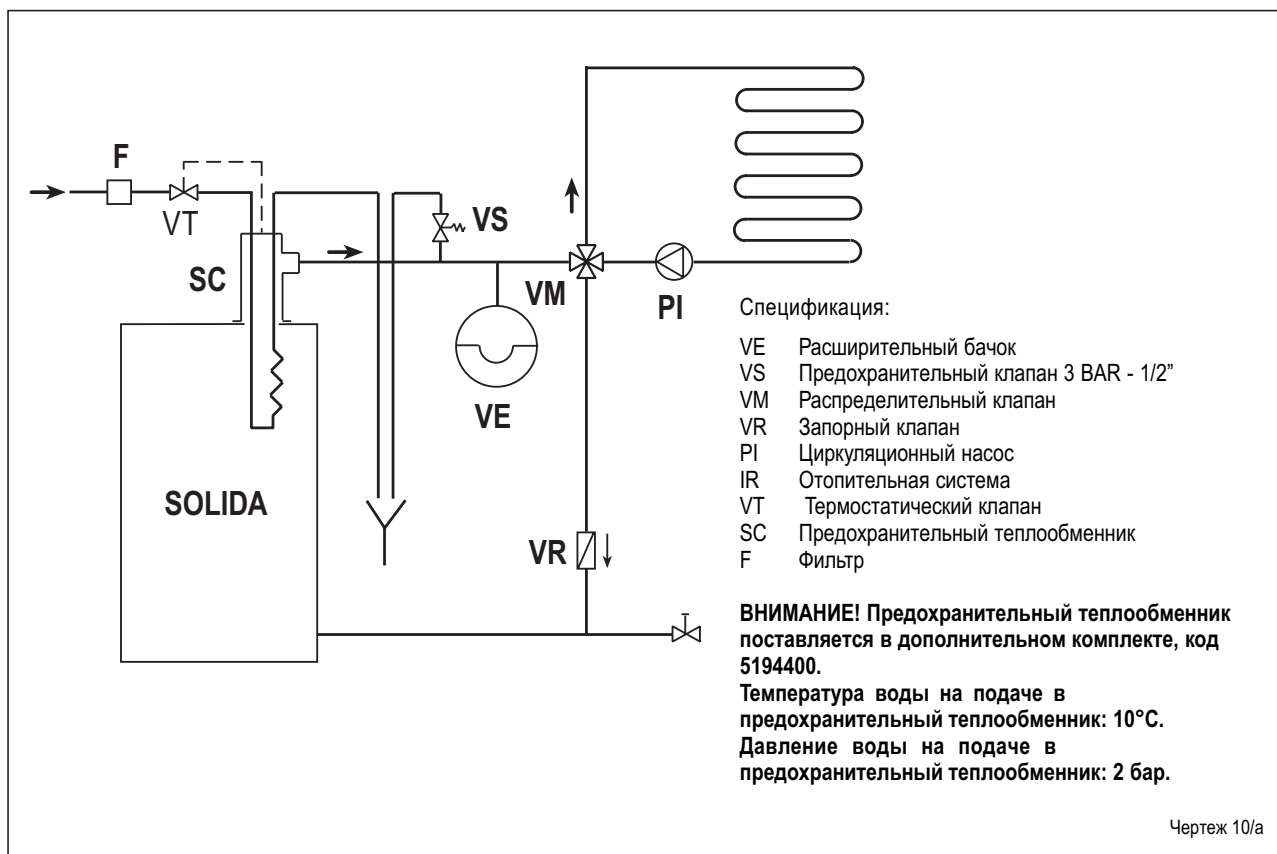 F
VT
VS
SC
VM
PI
VE
SOLIDA
VR
Спецификация:
VE Расширительный бачок
VS Предохранительный клапан 3 BAR - 1/2”
VM Распределительный клапан
VR Запорный клапан
PI Циркуляционный насос
IR Отопительная система
VT Термостатический клапан
SC Предохранительный теплообменник
F Фильтр
ВНИМАНИЕ! Предохранительный теплообменник
поставляется в дополнительном комплекте, код
5194400.
Температура воды на подаче в
предохранительный теплообменник: 10°C.
Давление воды на подаче в
предохранительный теплообменник: 2 бар.
Чертеж 10/a